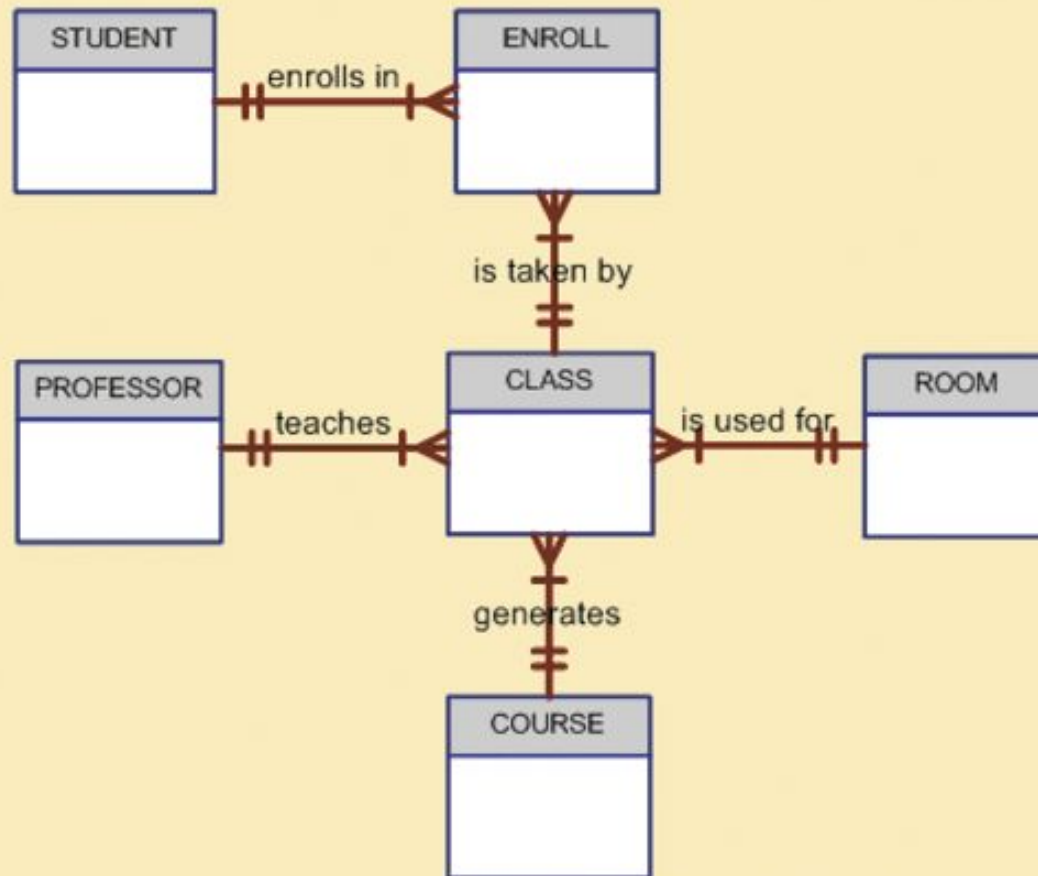 STUDENT
ENROLL
enrolls in
is taken by
PROFESSOR
CLASS
ROOM
teaches
is used for
generates
COURSE